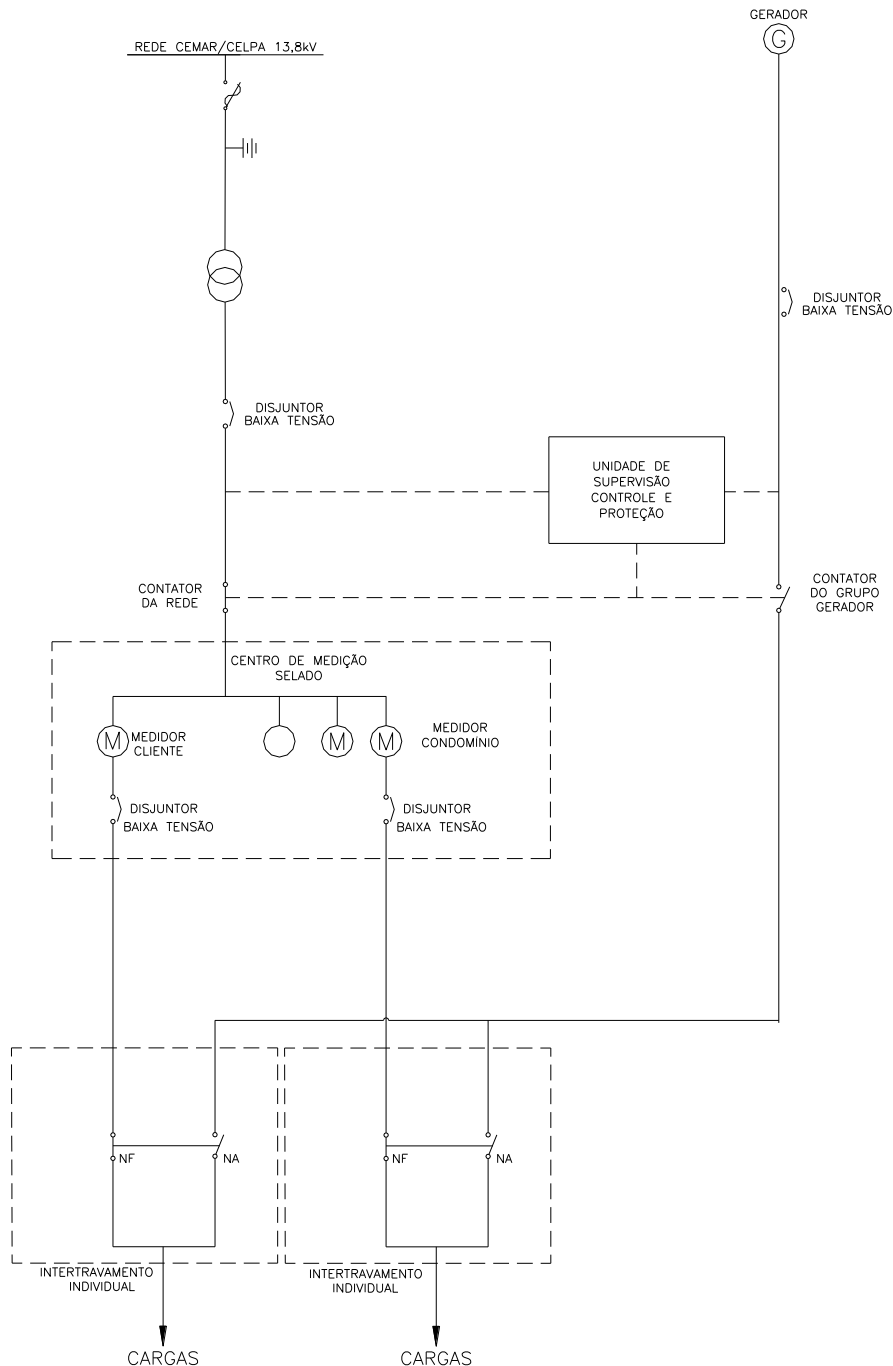 GERADOR
G
REDE CEMAR/CELPA 13,8kV
DISJUNTOR
BAIXA TENSÃO
DISJUNTOR
BAIXA TENSÃO
UNIDADE DE
SUPERVISÃO
CONTROLE E
PROTEÇÃO
CONTATOR
DA REDE
CONTATOR
DO GRUPO
GERADOR
CENTRO DE MEDIÇÃO
SELADO
M
MEDIDOR
CLIENTE
M
M
MEDIDOR
CONDOMÍNIO
DISJUNTOR
BAIXA TENSÃO
DISJUNTOR
BAIXA TENSÃO
NF
NA
NF
NA
INTERTRAVAMENTO
INDIVIDUAL
INTERTRAVAMENTO
INDIVIDUAL
CARGAS
CARGAS